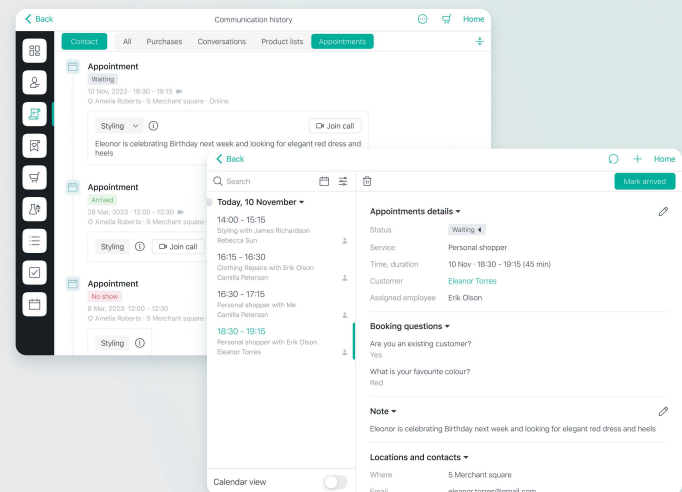 Back
Communication history
Home
Contact
All
Purchases
Conversations
Product lists
Appointments
Appointment
Waiting
10 Nov, 2023 · 18:30 - 19:15
Amelia Roberts · 5 Merchant square · Online
Styling
Join call
Eleonor is celebrating Birthday next week and looking for elegant red dress and
heels
Appointment
Arrived
28 Mar, 2023 · 12:00 - 12:30
Amelia Roberts · 5 Merchant square ·
Styling
Join call
Appointment
No show
8 Mar, 2023 · 12:00 - 12:30
Amelia Roberts · 5 Merchant square ·
Styling
Back
Home
Search
Mark arrived
Today, 10 November
14:00 - 15:15
Styling with James Richardson
Rebecca Sun
16:15 - 16:30
Clothing Repairs with Erik Olson
Camilla Peterson
16:30 - 17:15
Personal shopper with Me
Camilla Peterson
18:30 - 19:15
Personal shopper with Erik Olson
Eleanor Torres
Calendar view
Appointments details
Status Waiting
Service Personal shopper
Time, duration 10 Nov · 18:30 - 19:15 (45 min)
Customer Eleanor Torres
Assigned employee Erik Olson
Booking questions
Are you an existing customer?
Yes
What is your favourite colour?
Red
Note
Eleonor is celebrating Birthday next week and looking for elegant red dress and heels
Locations and contacts
Where 5 Merchant square
Email eleanor.torres@gmail.com